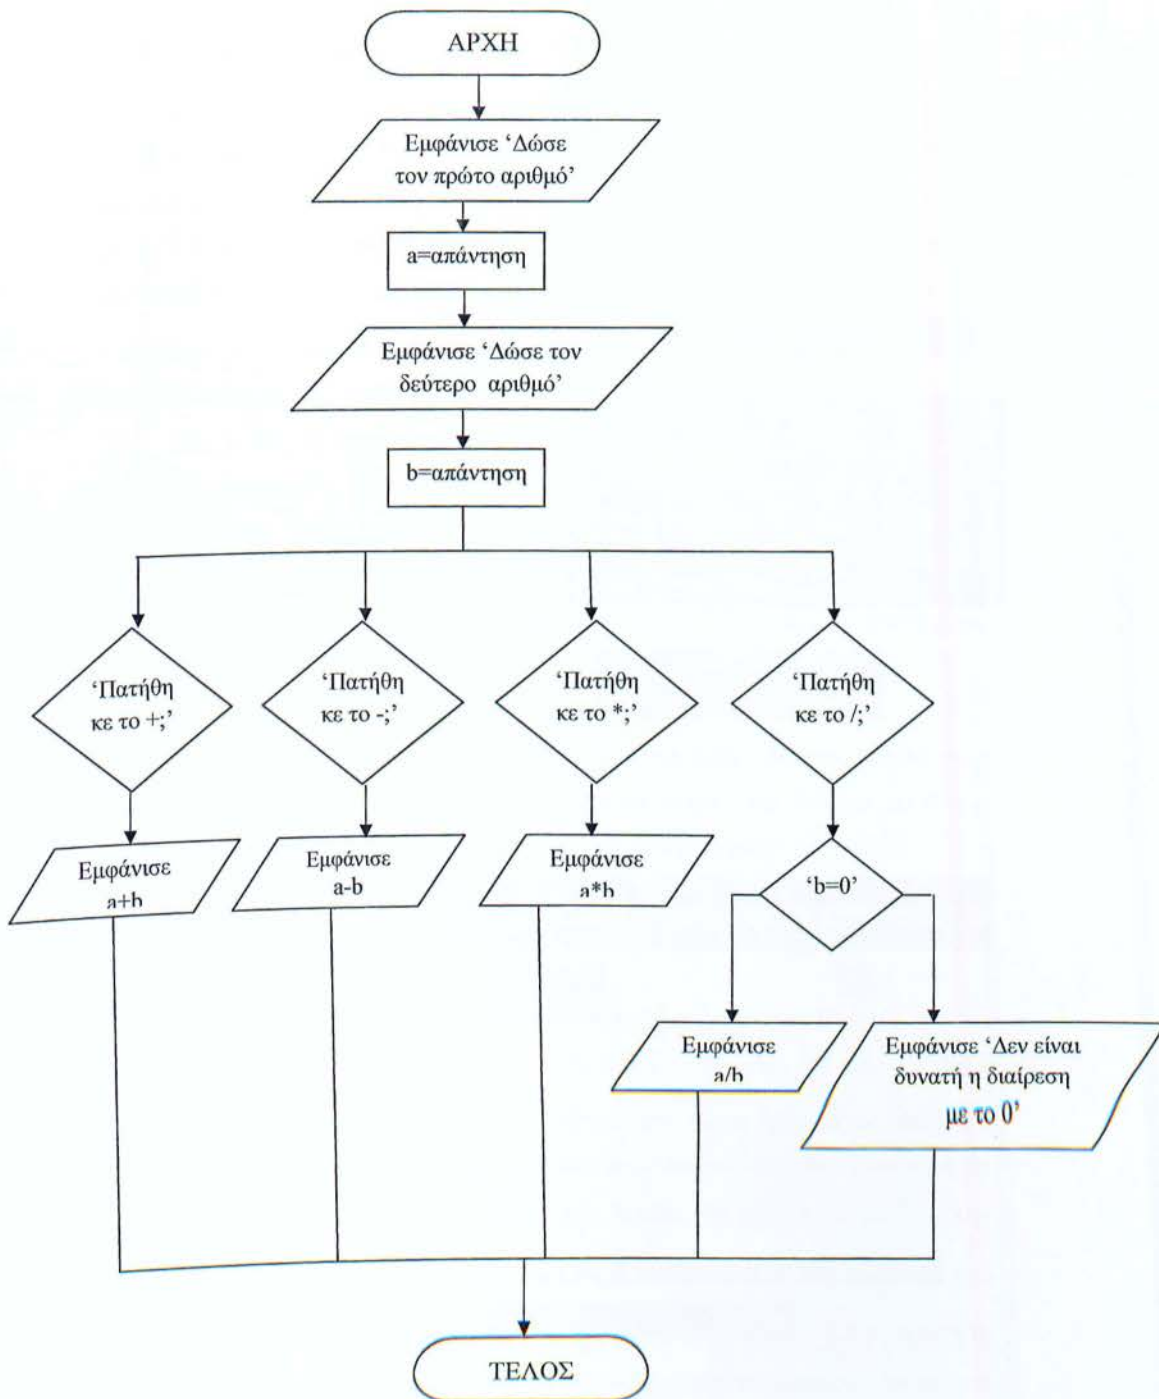 ΑΡΧΗ
Εμφάνισε ‘Δώσε
τον πρώτο αριθμό’
a=απάντηση
Εμφάνισε ‘Δώσε τον
δεύτερο αριθμό’
b=απάντηση
‘Πατήθη
κε το +;’
‘Πατήθη
κε το -;’
‘Πατήθη
κε το *;’
‘Πατήθη
κε το /;’
Εμφάνισε
a+b
Εμφάνισε
a-b
Εμφάνισε
a*b
‘b=0’
Εμφάνισε
a/b
Εμφάνισε ‘Δεν είναι
δυνατή η διαίρεση
με το 0’
ΤΕΛΟΣ